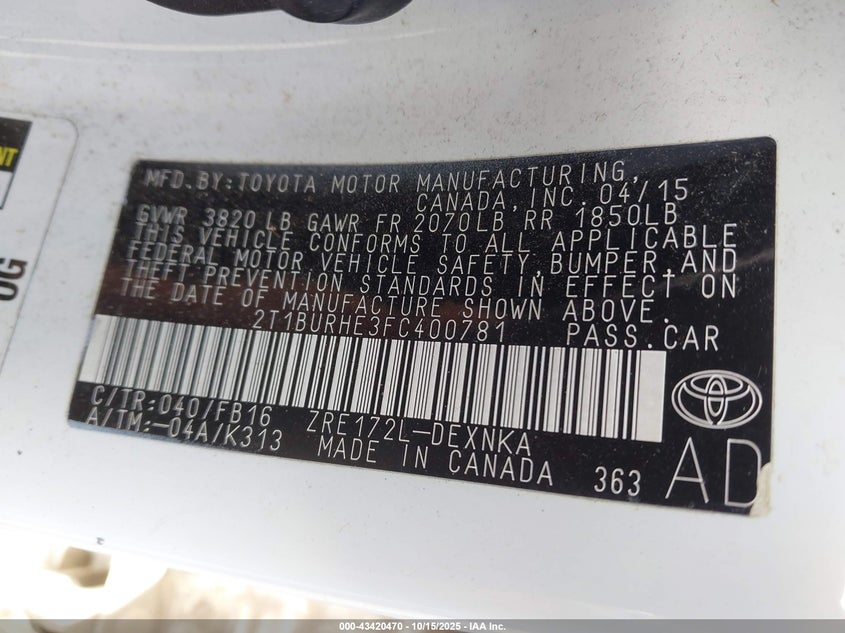 NT
OG
MFD.BY:TOYOTA MOTOR MANUFACTURING,
CANADA,INC. 04/15
GVWR 3820 LB GAWR FR 2070LB RR 1850LB
THIS VEHICLE CONFORMS TO ALL APPLICABLE
FEDERAL MOTOR VEHICLE SAFETY,BUMPER,AND
THEFT PREVENTION STANDARDS IN EFFECT ON
THE DATE OF MANUFACTURE SHOWN ABOVE.
2T1BURHE3FC400781 PASS.CAR
C/TR:040/FB16 ZRE172L-DEXNKA
A/TM:-04A/K313 MADE IN CANADA 363 AD
000-43420470 - 10/15/2025 - IAA Inc.